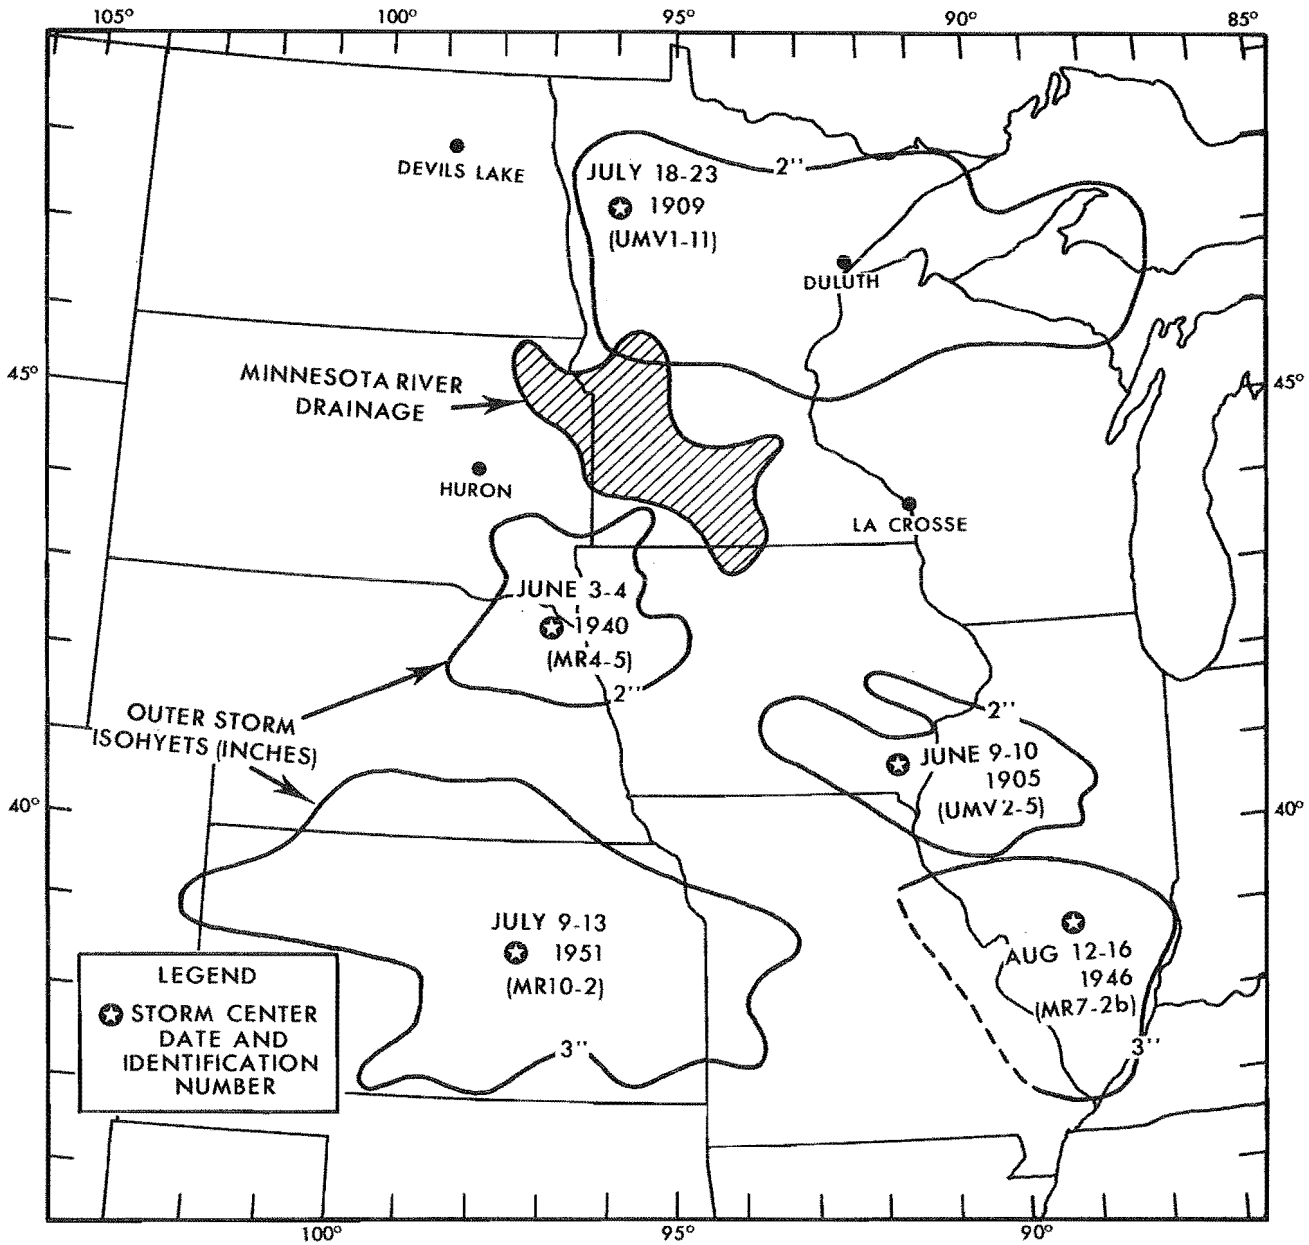 105° 100° 95° 90° 85°
DEVILS LAKE
2"
JULY 18-23
1909
(UMV1-11)
DULUTH
45°
45°
MINNESOTA RIVER
DRAINAGE
HURON
LA CROSSE
JUNE 3-4
1940
(MR4-5)
2"
OUTER STORM
ISOHYETS (INCHES)
2"
JUNE 9-10
1905
(UMV2-5)
40°
40°
JULY 9-13
1951
(MR10-2)
3"
AUG 12-16
1946
(MR7-2b)
3"
LEGEND
STORM CENTER
DATE AND
IDENTIFICATION
NUMBER
100° 95° 90°